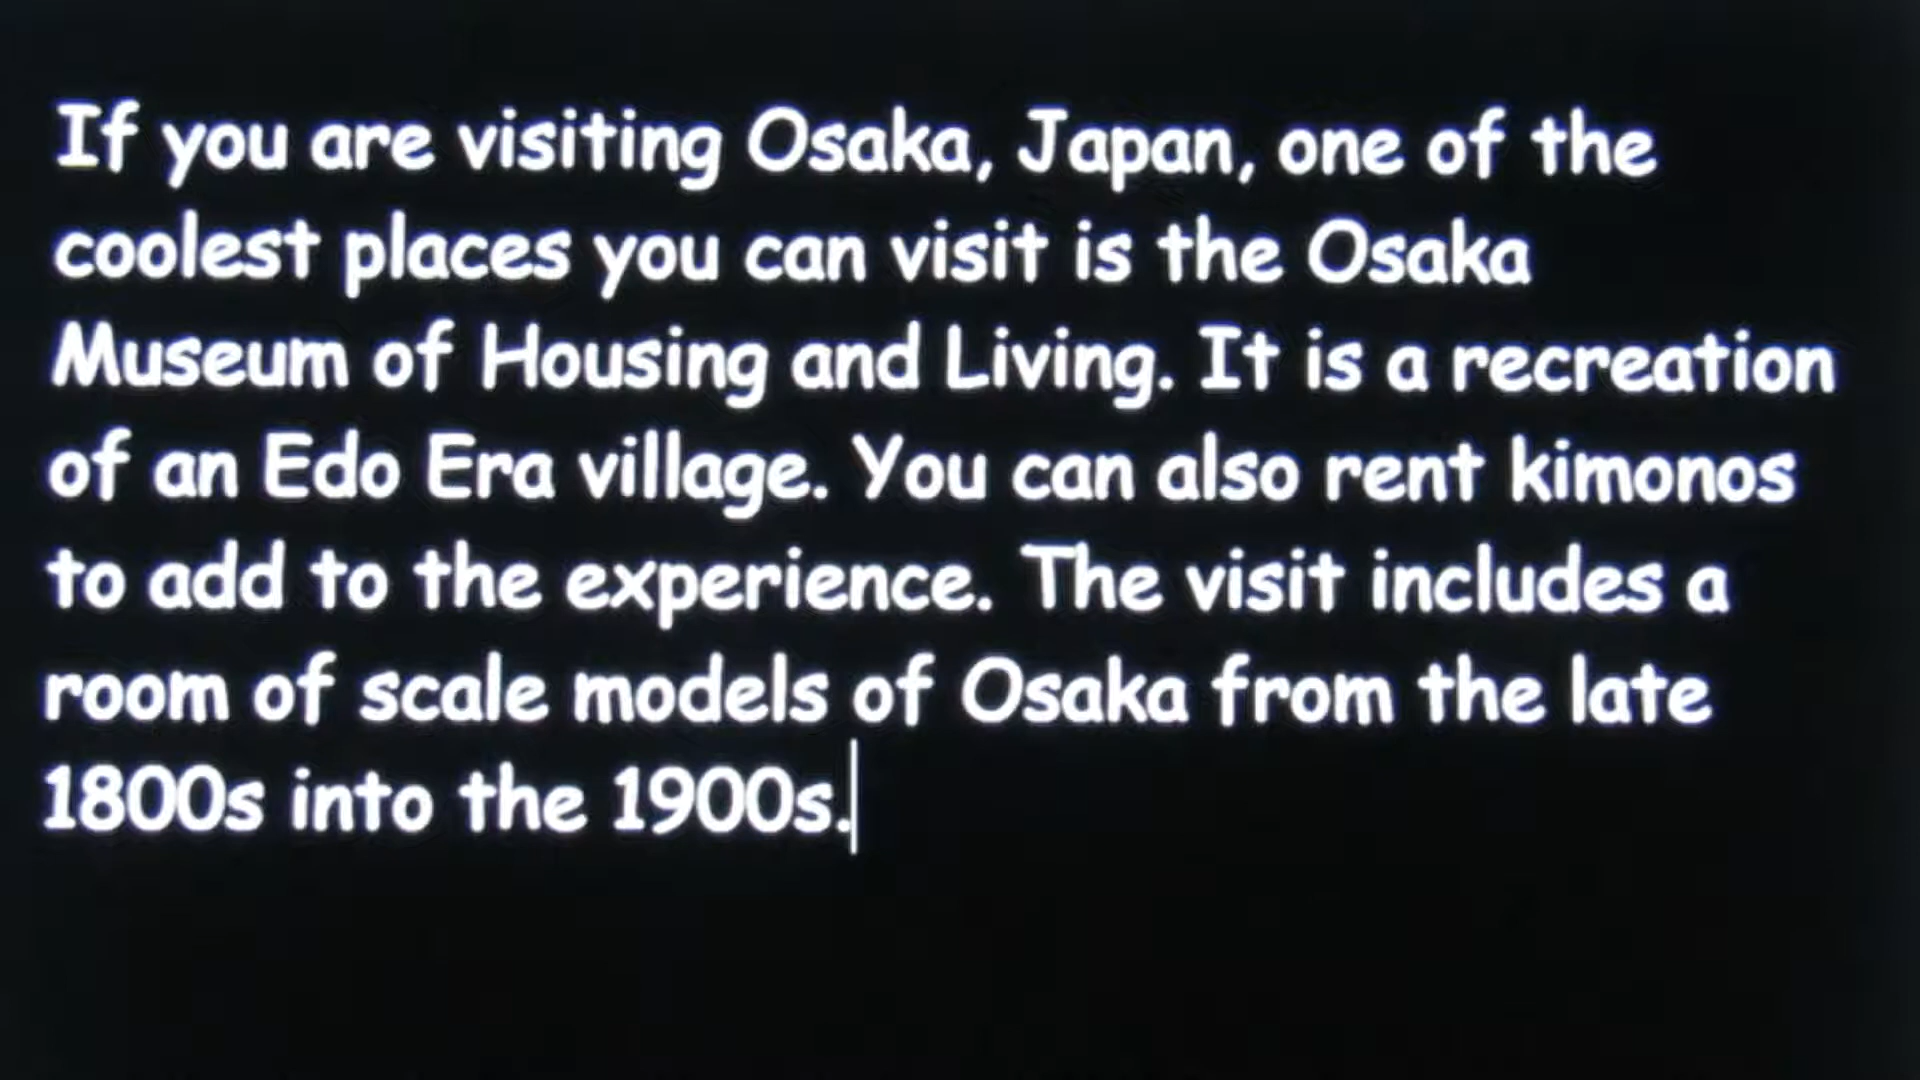 If you are visiting Osaka, Japan, one of the
coolest places you can visit is the Osaka
Museum of Housing and Living. It is a recreation
of an Edo Era village. You can also rent kimonos
to add to the experience. The visit includes a
room of scale models of Osaka from the late
1800s into the 1900s.